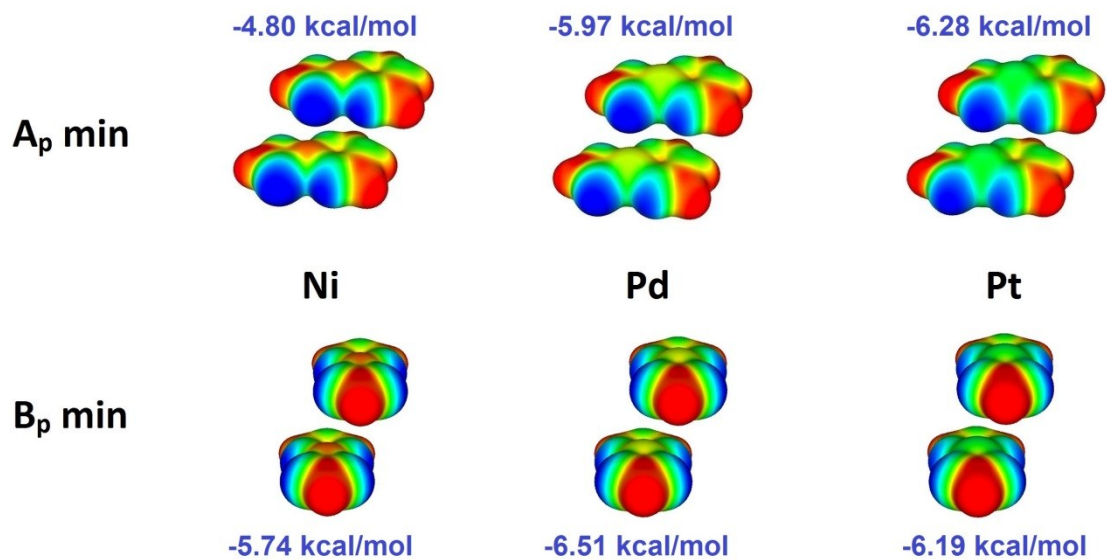 -4.80 kcal/mol -5.97 kcal/mol -6.28 kcal/mol
Ap min
Ni Pd Pt
Bp min
-5.74 kcal/mol -6.51 kcal/mol -6.19 kcal/mol